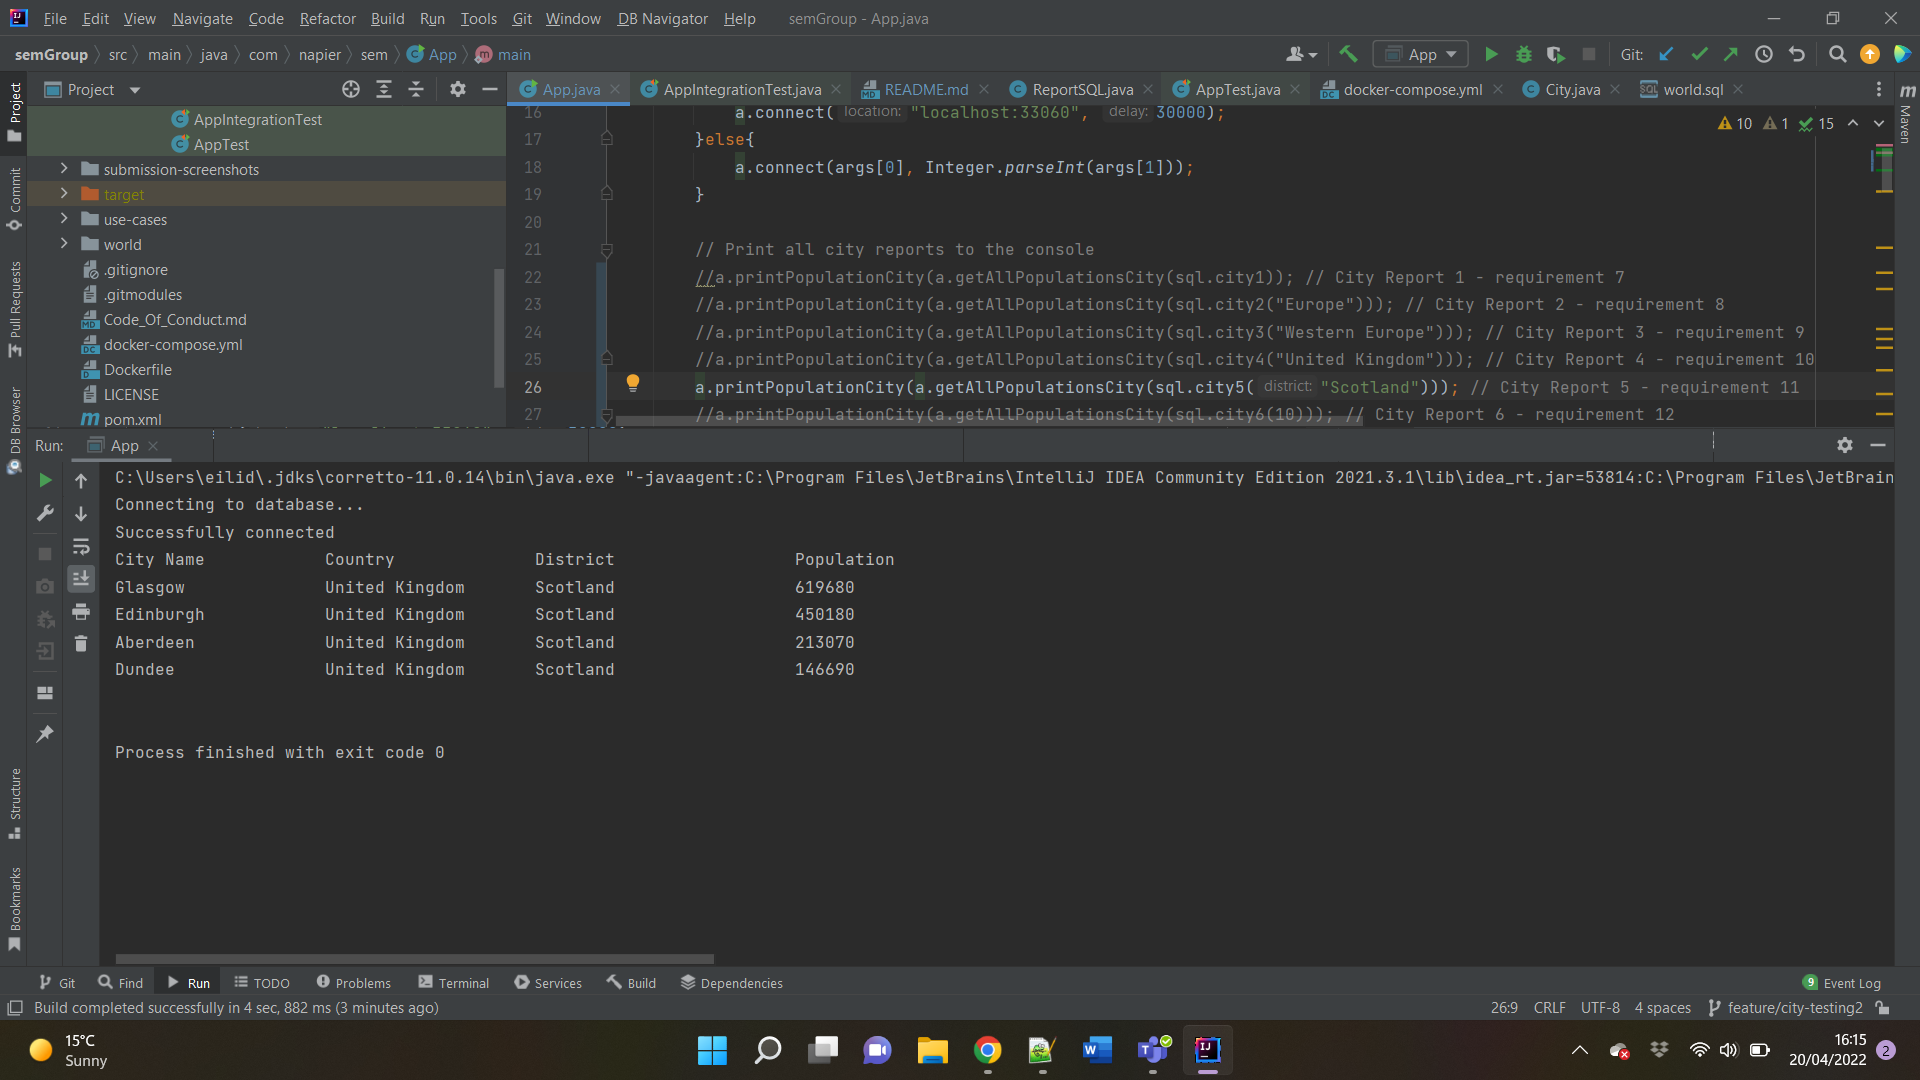 File Edit View Navigate Code Refactor Build Run Tools Git Window DB Navigator Help semGroup - App.java
semGroup src main java com napier sem App main
App Git:
Project
App.java AppIntegrationTest.java README.md ReportSQL.java AppTest.java docker-compose.yml City.java world.sql
Project
Commit
Pull Requests
DB Browser
Structure
Bookmarks
Maven
AppIntegrationTest
AppTest
submission-screenshots
target
use-cases
world
.gitignore
.gitmodules
Code_Of_Conduct.md
docker-compose.yml
Dockerfile
LICENSE
pom.xml
10 1 15
16 a.connect( location: "localhost:33060", delay: 30000);
17 }else{
18 a.connect(args[0], Integer.parseInt(args[1]));
19 }
20
21 // Print all city reports to the console
22 //a.printPopulationCity(a.getAllPopulationsCity(sql.city1)); // City Report 1 - requirement 7
23 //a.printPopulationCity(a.getAllPopulationsCity(sql.city2("Europe"))); // City Report 2 - requirement 8
24 //a.printPopulationCity(a.getAllPopulationsCity(sql.city3("Western Europe"))); // City Report 3 - requirement 9
25 //a.printPopulationCity(a.getAllPopulationsCity(sql.city4("United Kingdom"))); // City Report 4 - requirement 10
26 a.printPopulationCity(a.getAllPopulationsCity(sql.city5( district: "Scotland"))); // City Report 5 - requirement 11
27 //a.printPopulationCity(a.getAllPopulationsCity(sql.city6(10))); // City Report 6 - requirement 12
Run: App
C:\Users\eilid\.jdks\corretto-11.0.14\bin\java.exe "-javaagent:C:\Program Files\JetBrains\IntelliJ IDEA Community Edition 2021.3.1\lib\idea_rt.jar=53814:C:\Program Files\JetBrain
Connecting to database...
Successfully connected
City Name Country District Population
Glasgow United Kingdom Scotland 619680
Edinburgh United Kingdom Scotland 450180
Aberdeen United Kingdom Scotland 213070
Dundee United Kingdom Scotland 146690
Process finished with exit code 0
Git Find Run TODO Problems Terminal Services Build Dependencies 9 Event Log
Build completed successfully in 4 sec, 882 ms (3 minutes ago) 26:9 CRLF UTF-8 4 spaces feature/city-testing2
15°C
Sunny
16:15
20/04/2022
2